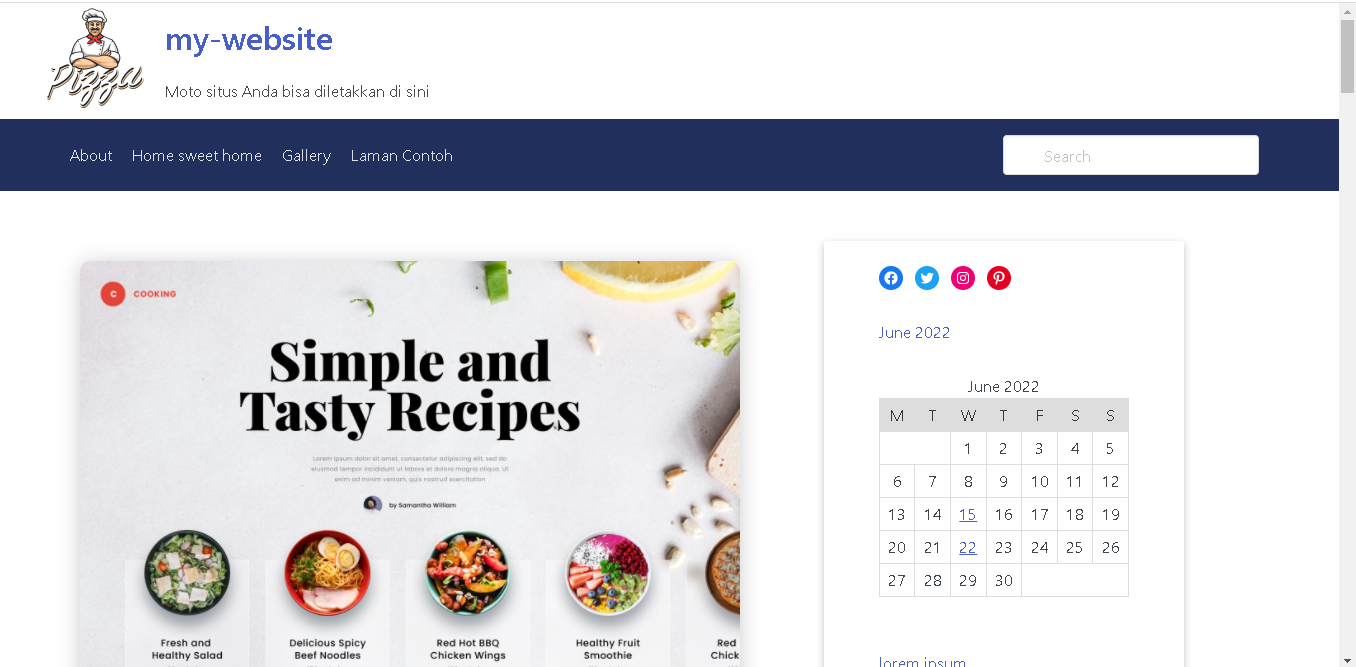 Pizza
my-website
Moto situs Anda bisa diletakkan di sini
About Home sweet home Gallery Laman Contoh
Search
C COOKING
Simple and
Tasty Recipes
Lorem ipsum dolor sit amet, consectetur adipiscing elit, sed do
eiusmod tempor incididunt ut labore et dolore magna aliqua. Ut
enim ad minim veniam, quis nostrud exercitation
by Samantha William
Fresh and
Healthy Salad
Delicious Spicy
Beef Noodles
Red Hot BBQ
Chicken Wings
Healthy Fruit
Smoothie
Red
Chick
June 2022
June 2022
M T W T F S S
1 2 3 4 5
6 7 8 9 10 11 12
13 14 15 16 17 18 19
20 21 22 23 24 25 26
27 28 29 30
lorem ipsum